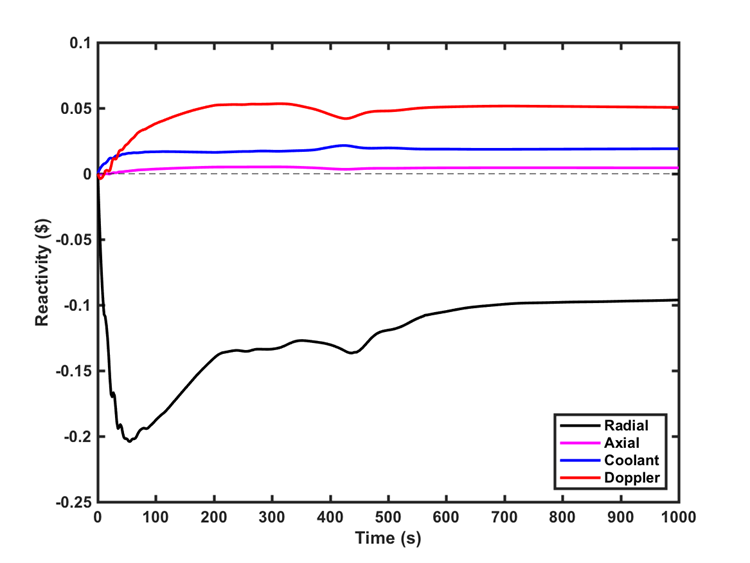 0.1
0.05
0
-0.05
-0.1
-0.15
-0.2
-0.25
Reactivity ($)
0 100 200 300 400 500 600 700 800 900 1000
Time (s)
Radial
Axial
Coolant
Doppler